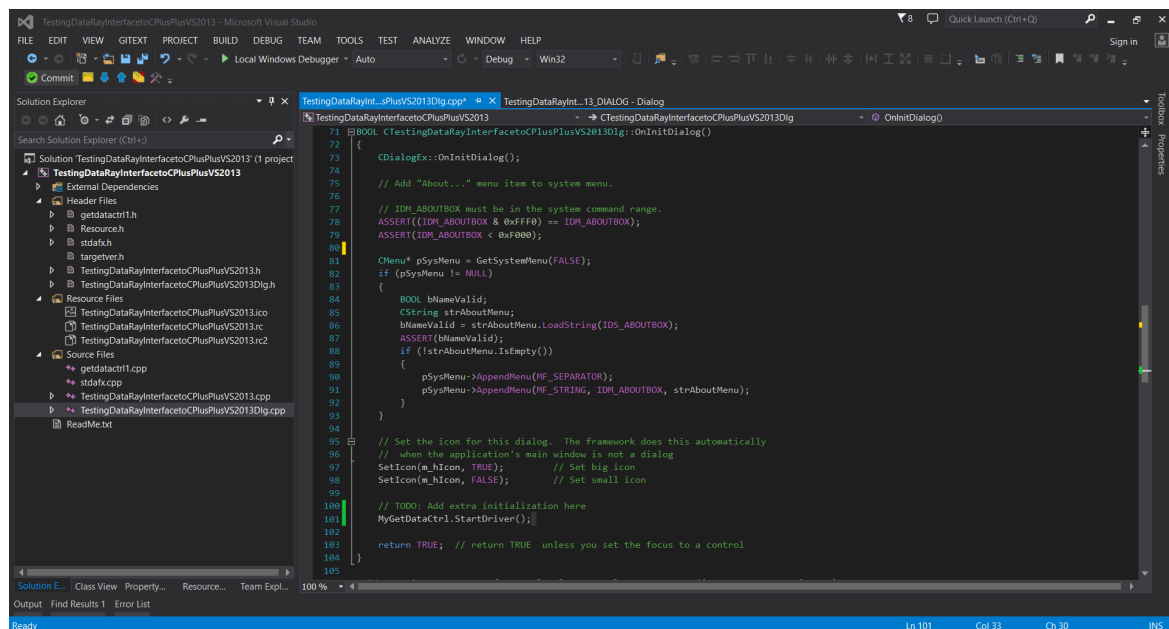 TestingDataRayInterfacetoCPlusPlusVS2013 - Microsoft Visual Studio
8
Quick Launch (Ctrl+Q)
FILE EDIT VIEW GITEXT PROJECT BUILD DEBUG TEAM TOOLS TEST ANALYZE WINDOW HELP
Sign in
Local Windows Debugger Auto Debug Win32
Commit
Solution Explorer
TestingDataRayInt...sPlusVS2013Dlg.cpp* TestingDataRayInt...13_DIALOG - Dialog
TestingDataRayInterfacetoCPlusPlusVS2013 CTestingDataRayInterfacetoCPlusPlusVS2013Dlg OnInitDialog()
Toolbox
Properties
Search Solution Explorer (Ctrl+;)
Solution 'TestingDataRayInterfacetoCPlusPlusVS2013' (1 project
TestingDataRayInterfacetoCPlusPlusVS2013
External Dependencies
Header Files
getdatactrl1.h
Resource.h
stdafx.h
targetver.h
TestingDataRayInterfacetoCPlusPlusVS2013.h
TestingDataRayInterfacetoCPlusPlusVS2013Dlg.h
Resource Files
TestingDataRayInterfacetoCPlusPlusVS2013.ico
TestingDataRayInterfacetoCPlusPlusVS2013.rc
TestingDataRayInterfacetoCPlusPlusVS2013.rc2
Source Files
getdatactrl1.cpp
stdafx.cpp
TestingDataRayInterfacetoCPlusPlusVS2013.cpp
TestingDataRayInterfacetoCPlusPlusVS2013Dlg.cpp
ReadMe.txt
71 BOOL CTestingDataRayInterfacetoCPlusPlusVS2013Dlg::OnInitDialog()
72 {
73 CDialogEx::OnInitDialog();
74
75 // Add "About..." menu item to system menu.
76
77 // IDM_ABOUTBOX must be in the system command range.
78 ASSERT((IDM_ABOUTBOX & 0xFFF0) == IDM_ABOUTBOX);
79 ASSERT(IDM_ABOUTBOX < 0xF000);
80
81 CMenu* pSysMenu = GetSystemMenu(FALSE);
82 if (pSysMenu != NULL)
83 {
84 BOOL bNameValid;
85 CString strAboutMenu;
86 bNameValid = strAboutMenu.LoadString(IDS_ABOUTBOX);
87 ASSERT(bNameValid);
88 if (!strAboutMenu.IsEmpty())
89 {
90 pSysMenu->AppendMenu(MF_SEPARATOR);
91 pSysMenu->AppendMenu(MF_STRING, IDM_ABOUTBOX, strAboutMenu);
92 }
93 }
94
95 // Set the icon for this dialog. The framework does this automatically
96 // when the application's main window is not a dialog
97 SetIcon(m_hIcon, TRUE); // Set big icon
98 SetIcon(m_hIcon, FALSE); // Set small icon
99
100 // TODO: Add extra initialization here
101 MyGetDataCtrl.StartDriver();
102
103 return TRUE; // return TRUE unless you set the focus to a control
104 }
105
Solution E... Class View Property... Resource... Team Expl... 100 %
Output Find Results 1 Error List
Ready Ln 101 Col 33 Ch 30 INS